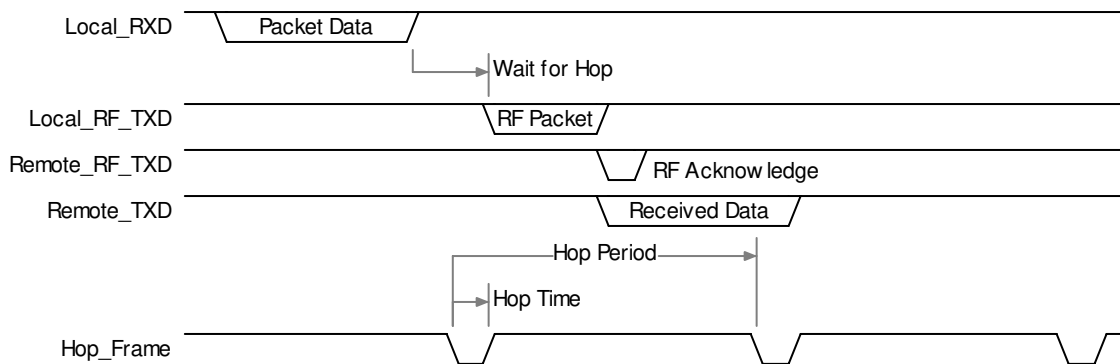 Local_RXD
Packet Data
Wait for Hop
Local_RF_TXD
RF Packet
Remote_RF_TXD
RF Acknow ledge
Remote_TXD
Received Data
Hop Period
Hop Time
Hop_Frame